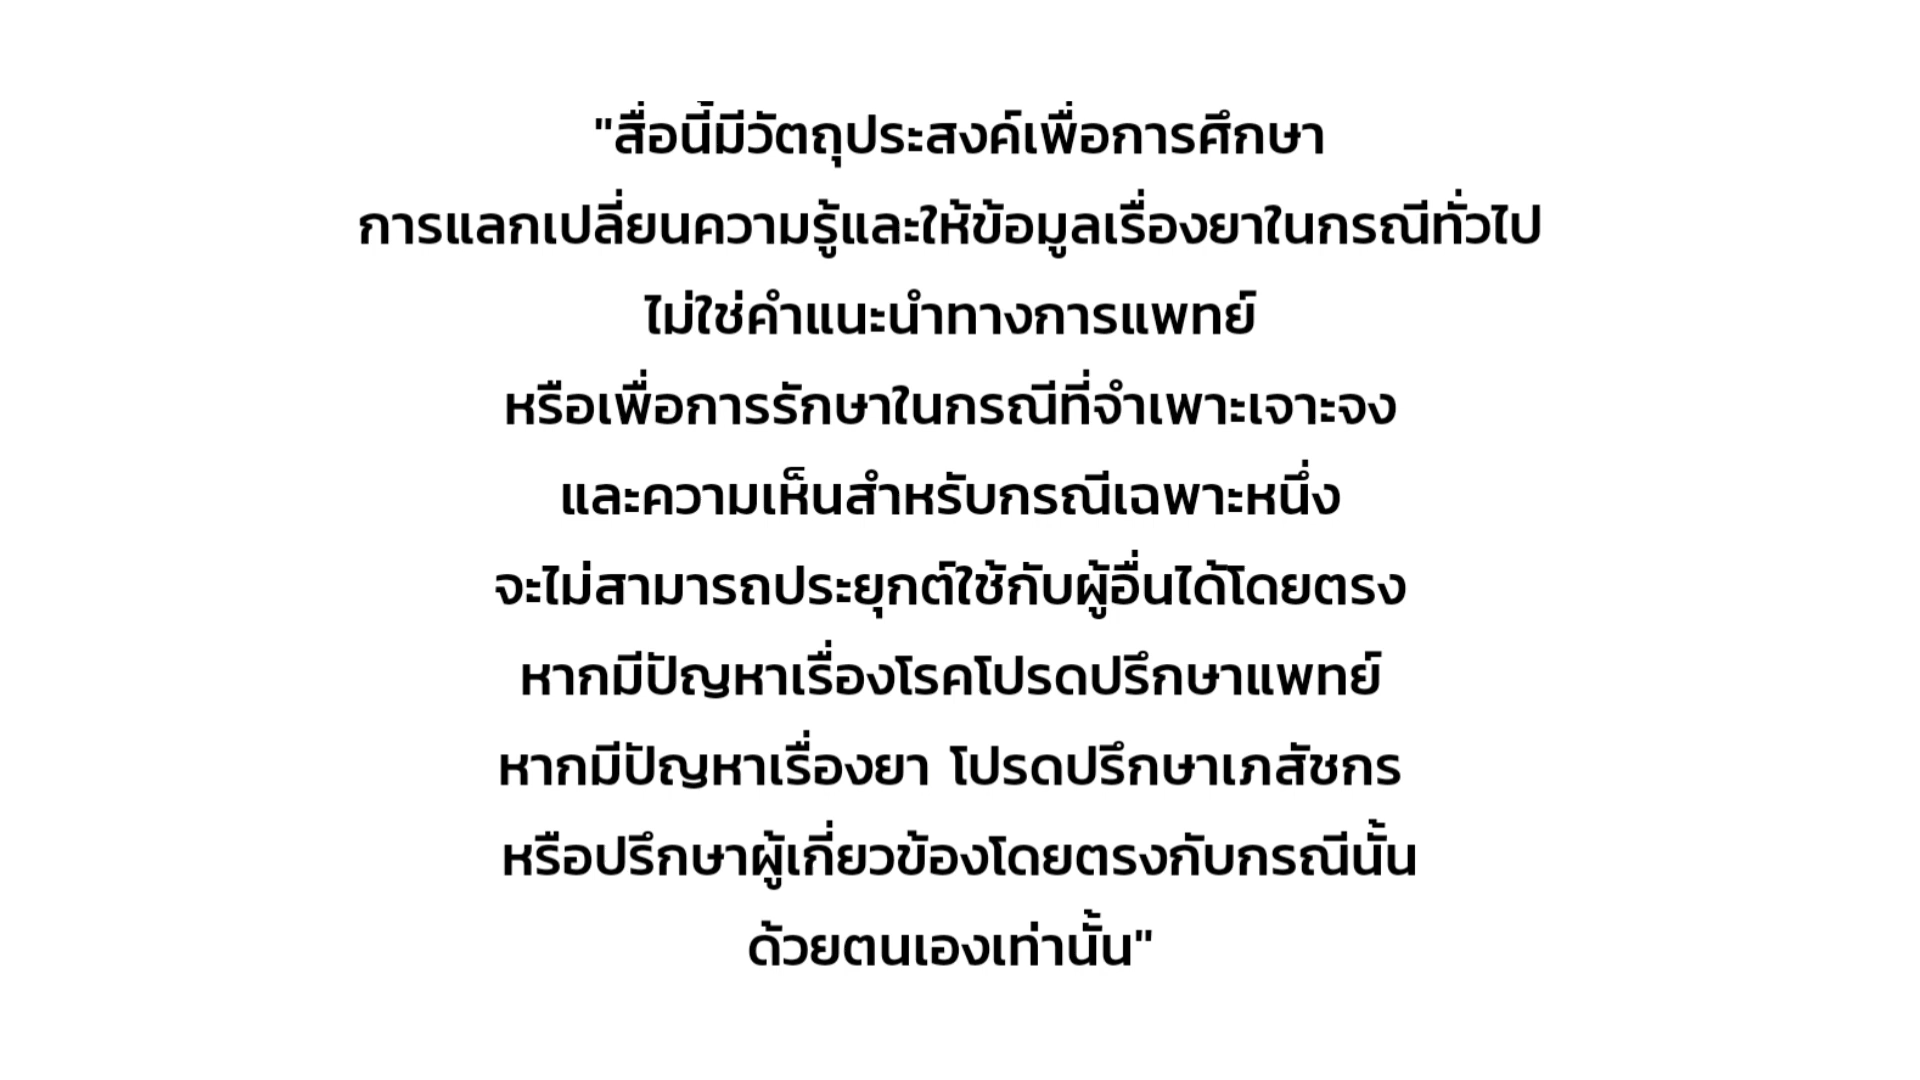 "สื่อนี้มีวัตถุประสงค์เพื่อการศึกษา
การแลกเปลี่ยนความรู้และให้ข้อมูลเรื่องยาในกรณีทั่วไป
ไม่ใช่คำแนะนำทางการแพทย์
หรือเพื่อการรักษาในกรณีที่จำเพาะเจาะจง
และความเห็นสำหรับกรณีเฉพาะหนึ่ง
จะไม่สามารถประยุกต์ใช้กับผู้อื่นได้โดยตรง
หากมีปัญหาเรื่องโรคโปรดปรึกษาแพทย์
หากมีปัญหาเรื่องยา โปรดปรึกษาเภสัชกร
หรือปรึกษาผู้เกี่ยวข้องโดยตรงกับกรณีนั้น
ด้วยตนเองเท่านั้น"